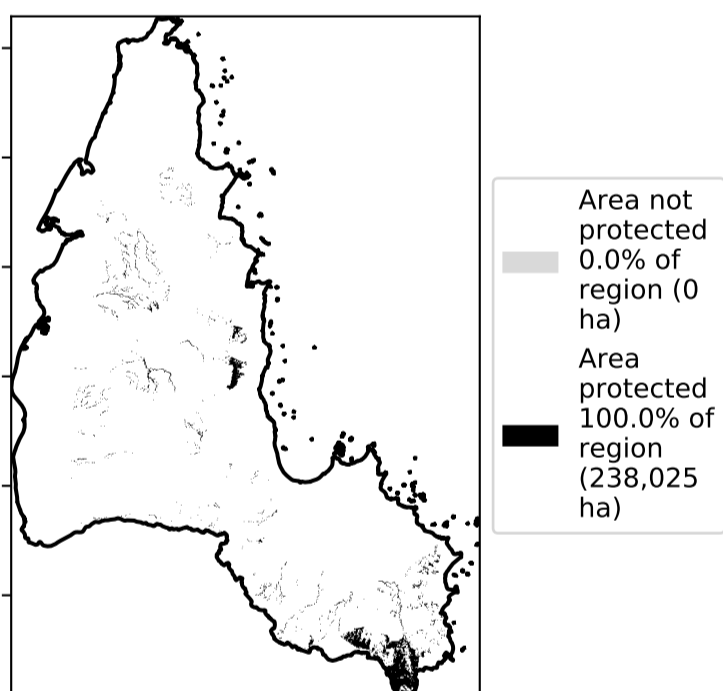 Area not
protected
0.0% of
region (0
ha)
Area
protected
100.0% of
region
(238,025
ha)